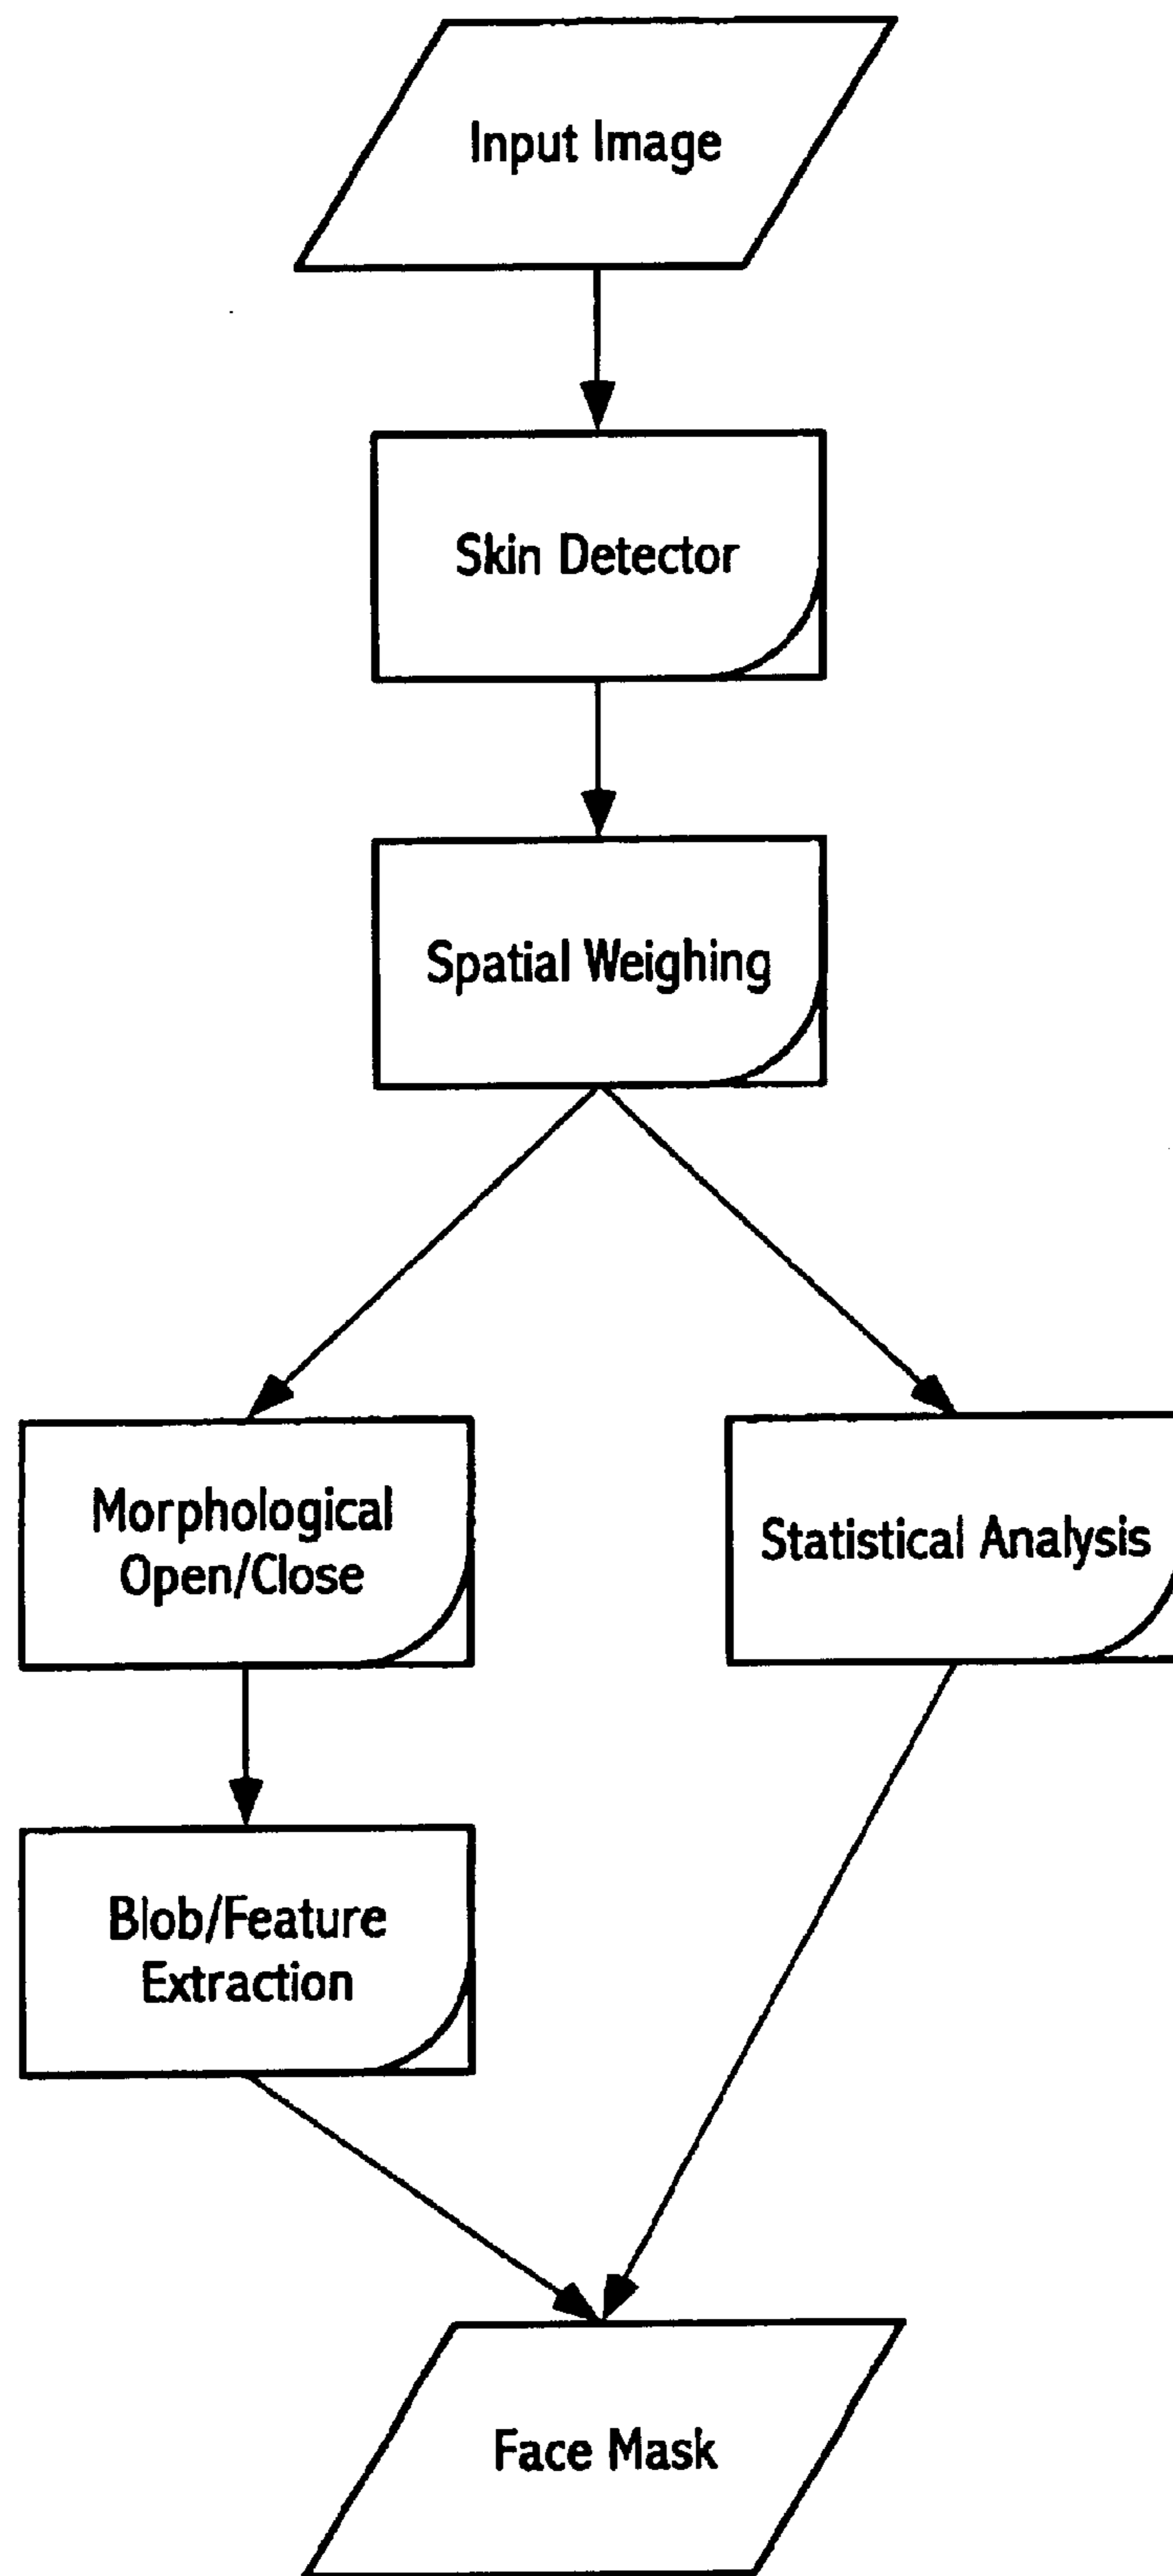 Input Image
Skin Detector
Spatial Weighing
Morphological
Open/Close
Statistical Analysis
Blob/Feature
Extraction
Face Mask